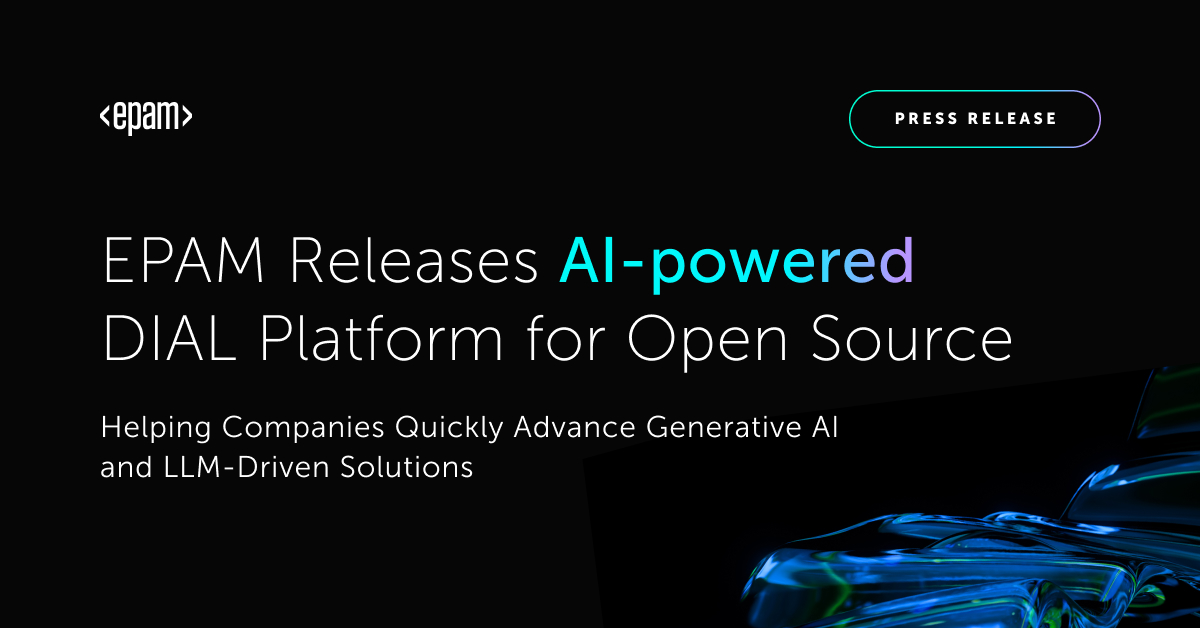 <epam>
PRESS RELEASE
EPAM Releases AI-powered
DIAL Platform for Open Source
Helping Companies Quickly Advance Generative AI
and LLM-Driven Solutions